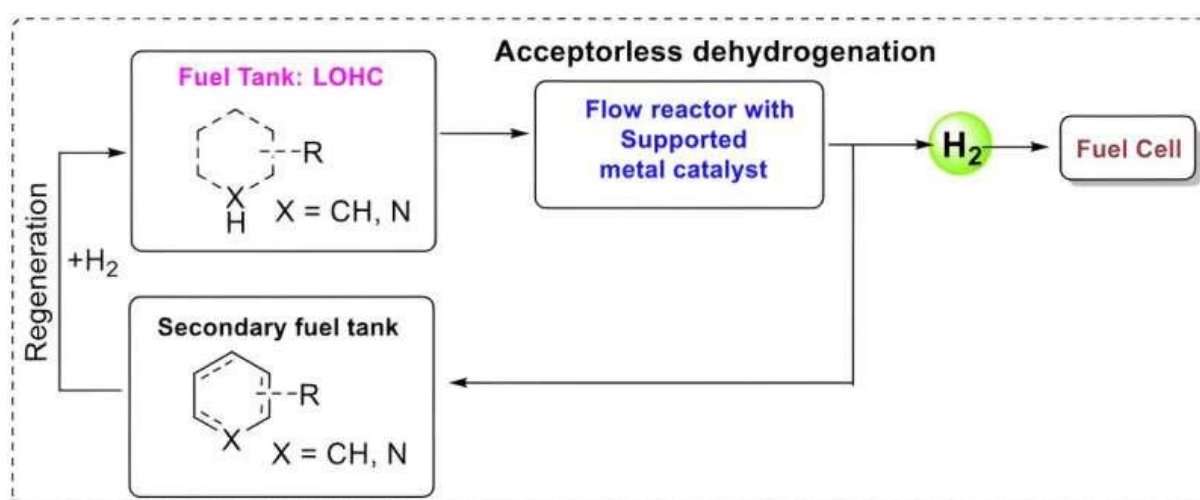 Acceptorless dehydrogenation
Fuel Tank: LOHC
R
X
H
X = CH, N
Flow reactor with
Supported
metal catalyst
H₂
Fuel Cell
Regeneration
+H₂
Secondary fuel tank
R
X
X = CH, N